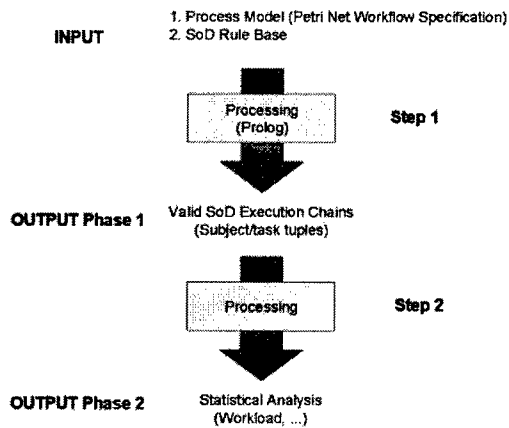 1. Process Model (Petri Net Workflow Specification)
INPUT
2. SoD Rule Base
Processing
(Prolog)
Step 1
OUTPUT Phase 1
Valid SoD Execution Chains
(Subject/task tuples)
Processing
Step 2
OUTPUT Phase 2
Statistical Analysis
(Workload, ...)